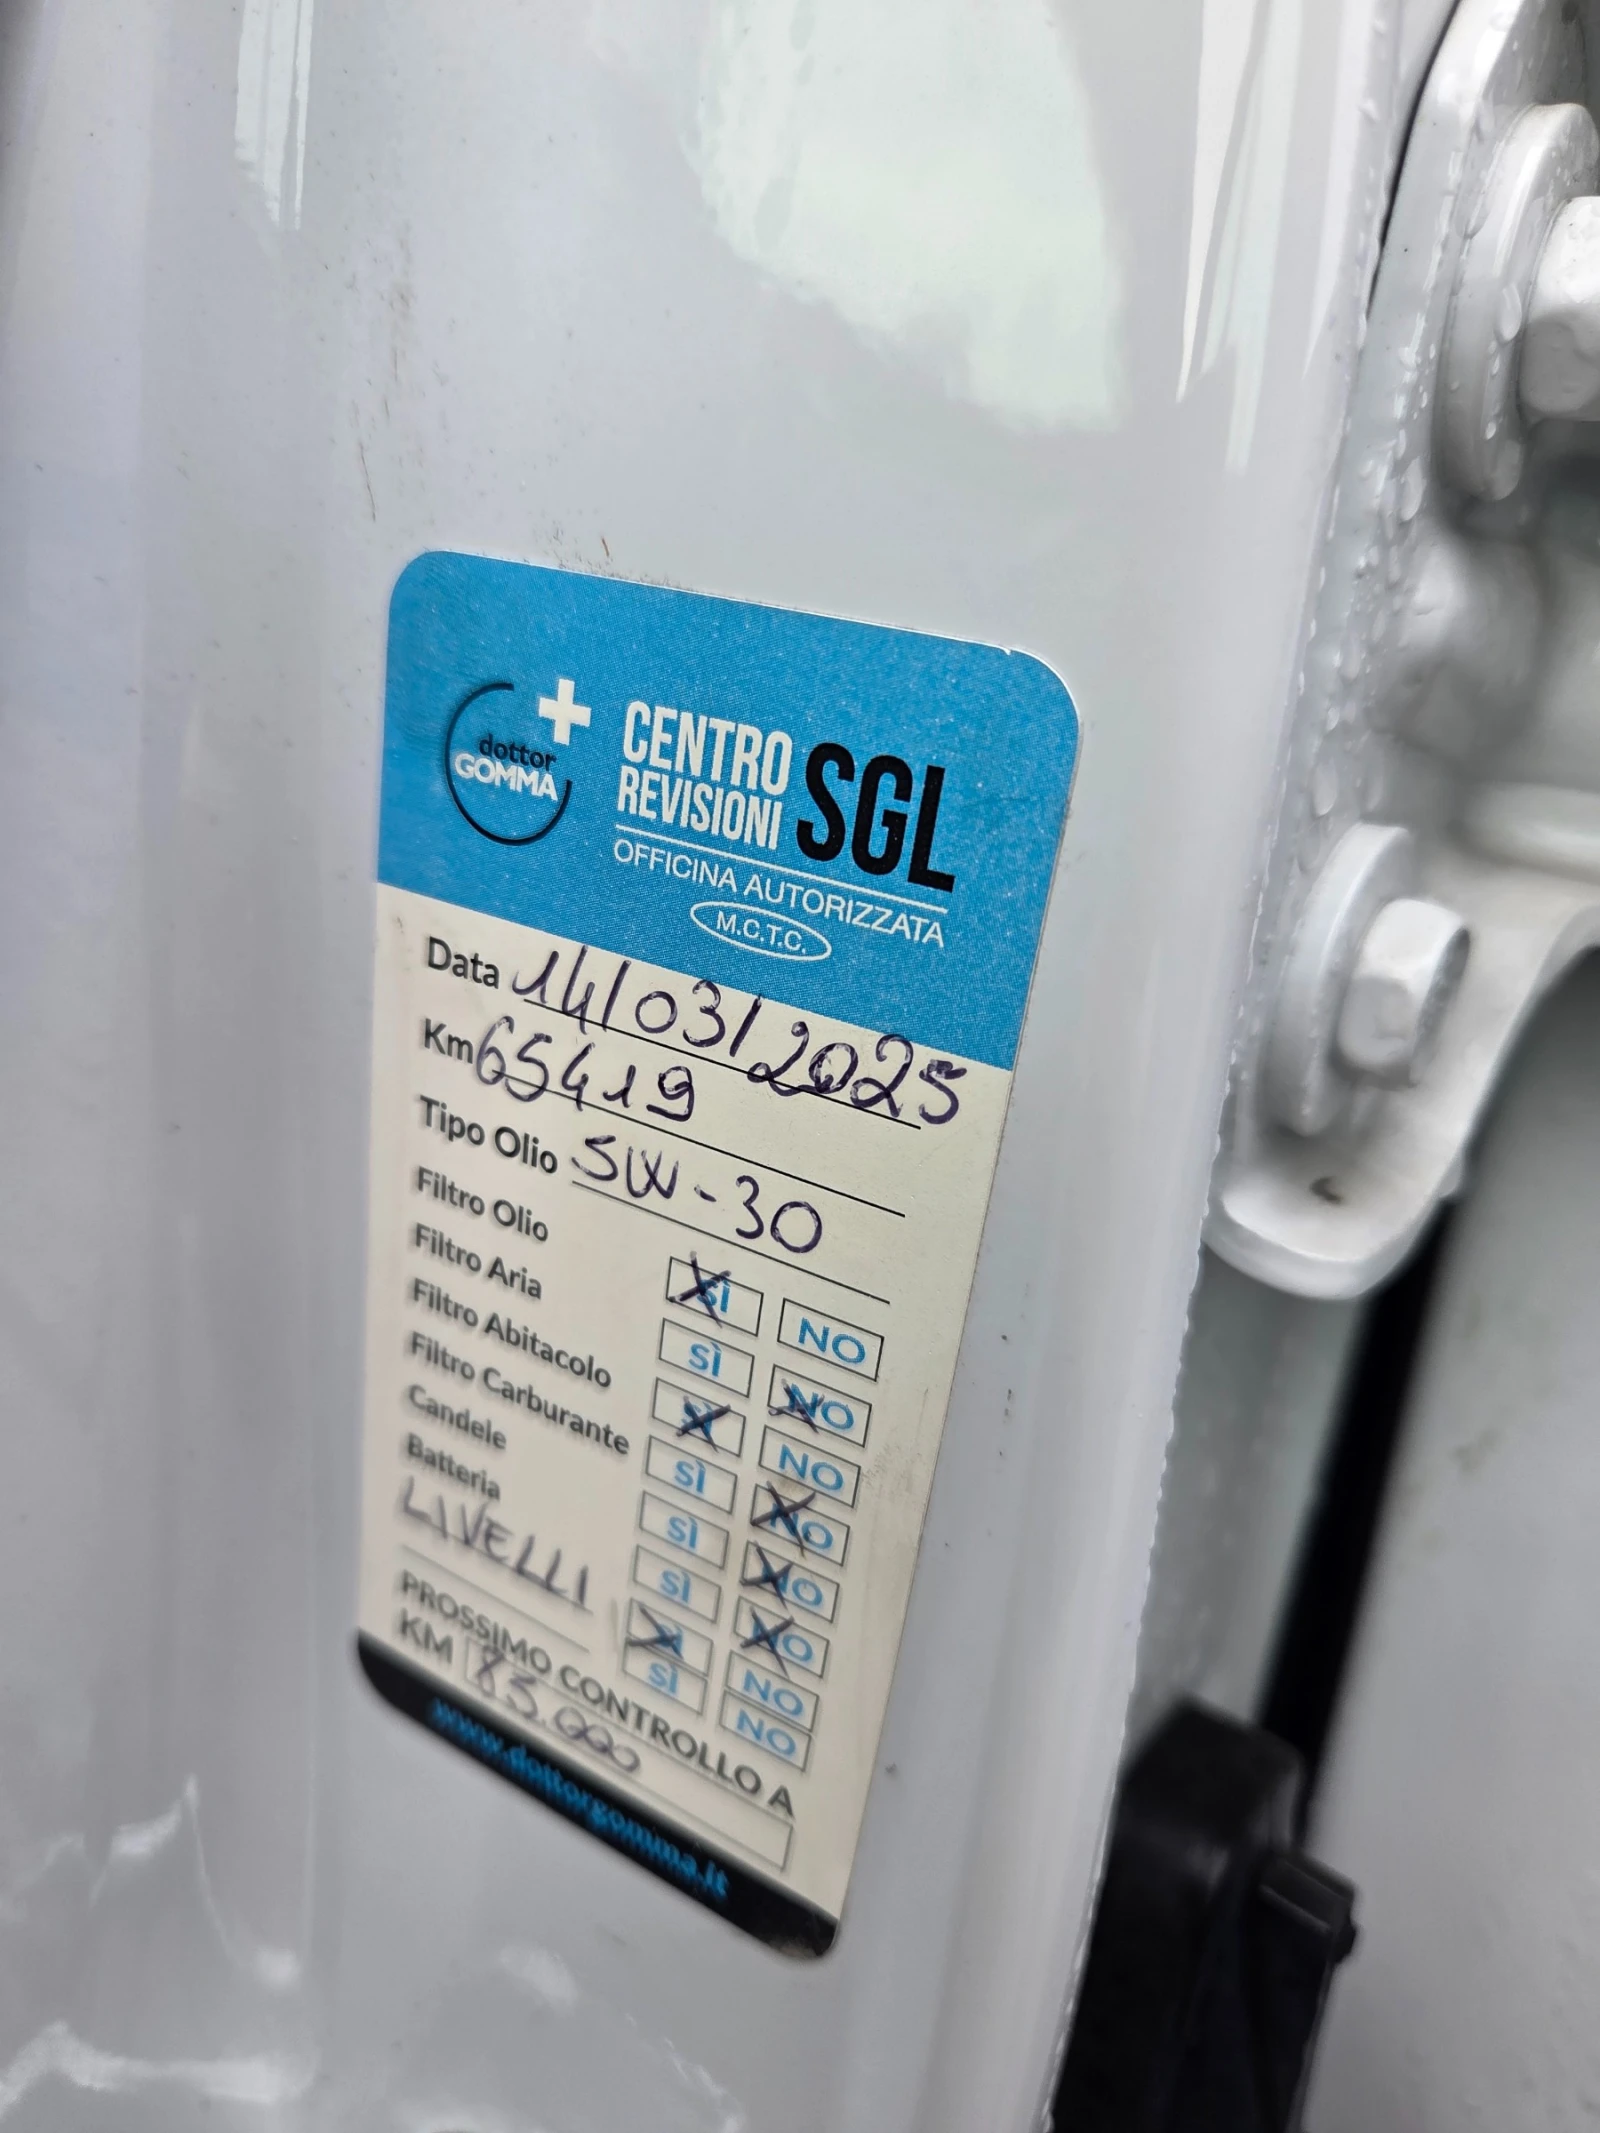 dottor
GOMMA
CENTRO
REVISIONI
SGL
OFFICINA AUTORIZZATA
M.C.T.C.
Data 14/03/2025
Km 65419
Tipo Olio 5W-30
Filtro Olio SÌ NO
Filtro Aria SÌ NO
Filtro Abitacolo SÌ NO
Filtro Carburante SÌ NO
Candele SÌ NO
Batteria SÌ NO
LIVELLI SÌ NO
SÌ NO
PROSSIMO CONTROLLO A
KM 85.000
www.dottorgomma.it